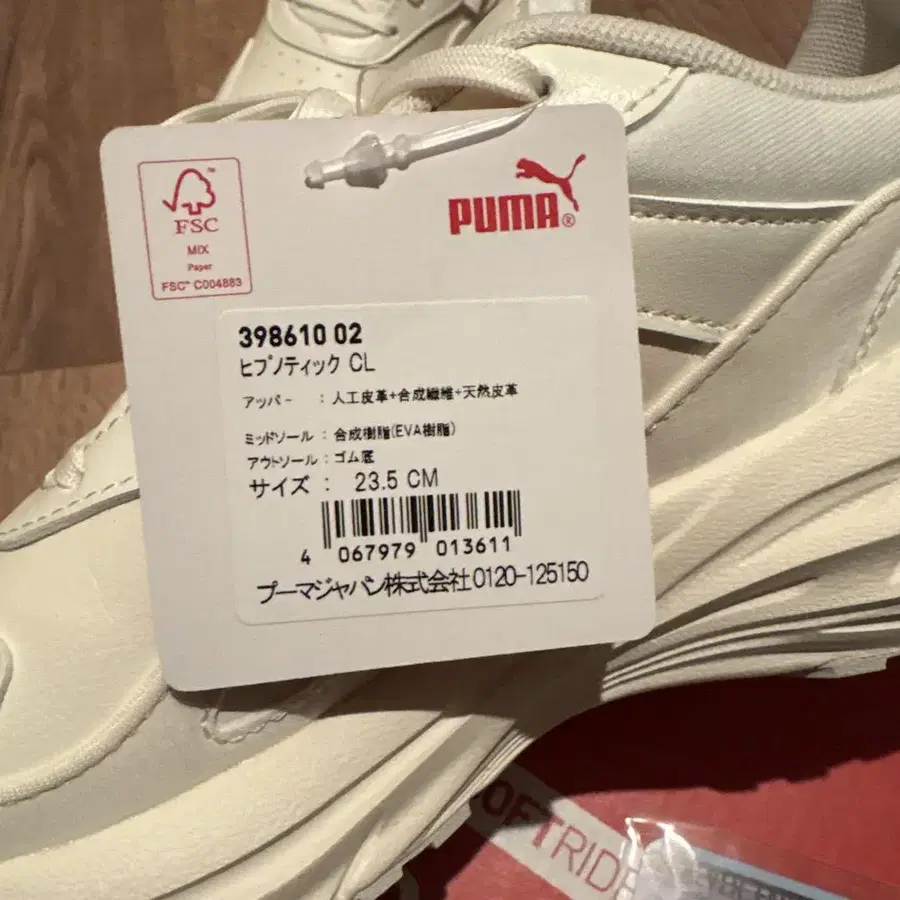 FSC™
MIX
Paper
FSC™ C004883
PUMA®
398610 02
ヒプノティック CL
アッパー : 人工皮革+合成繊維+天然皮革
ミッドソール : 合成樹脂(EVA樹脂)
アウトソール : ゴム底
サイズ : 23.5 CM
4 067979 013611
プーマジャパン株式会社 0120-125150
OFTRIDE